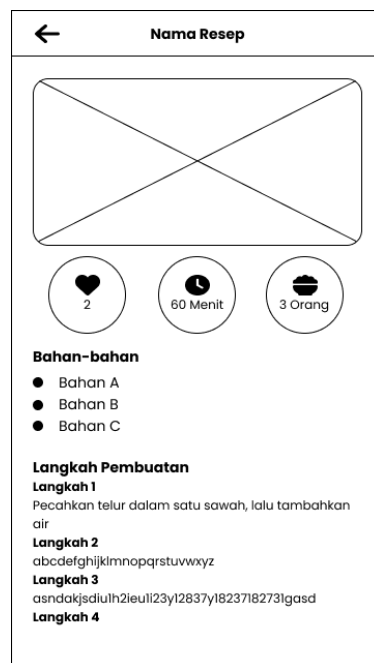 Nama Resep
2
60 Menit
3 Orang
Bahan-bahan
Bahan A
Bahan B
Bahan C
Langkah Pembuatan
Langkah 1
Pecahkan telur dalam satu sawah, lalu tambahkan
air
Langkah 2
abcdefghijklmnopqrstuvwxyz
Langkah 3
asndakjsdiu1h2ieu1i23y12837y18237182731gasd
Langkah 4